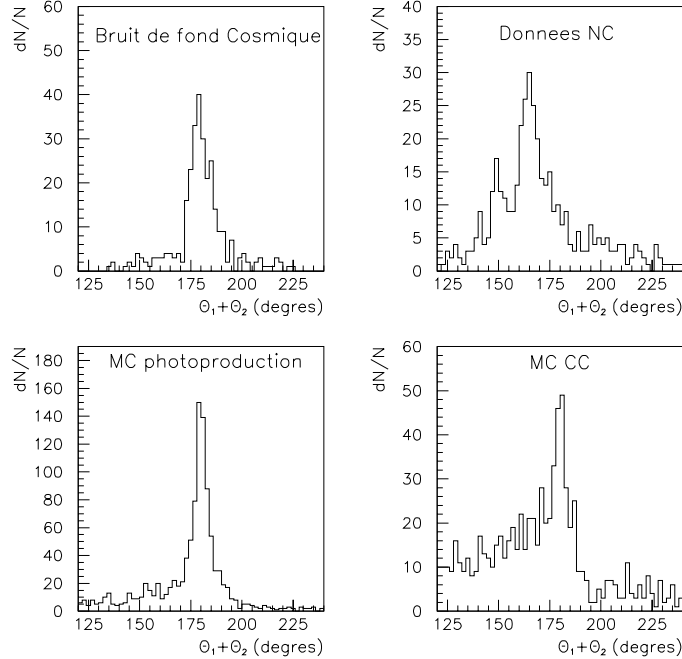 dN/N
Bruit de fond Cosmique
60
50
40
30
20
10
0
125 150 175 200 225
Θ₁+Θ₂ (degres)
dN/N
Donnees NC
40
35
30
25
20
15
10
5
0
125 150 175 200 225
Θ₁+Θ₂ (degres)
dN/N
MC photoproduction
180
160
140
120
100
80
60
40
20
0
125 150 175 200 225
Θ₁+Θ₂ (degres)
dN/N
MC CC
60
50
40
30
20
10
0
125 150 175 200 225
Θ₁+Θ₂ (degres)